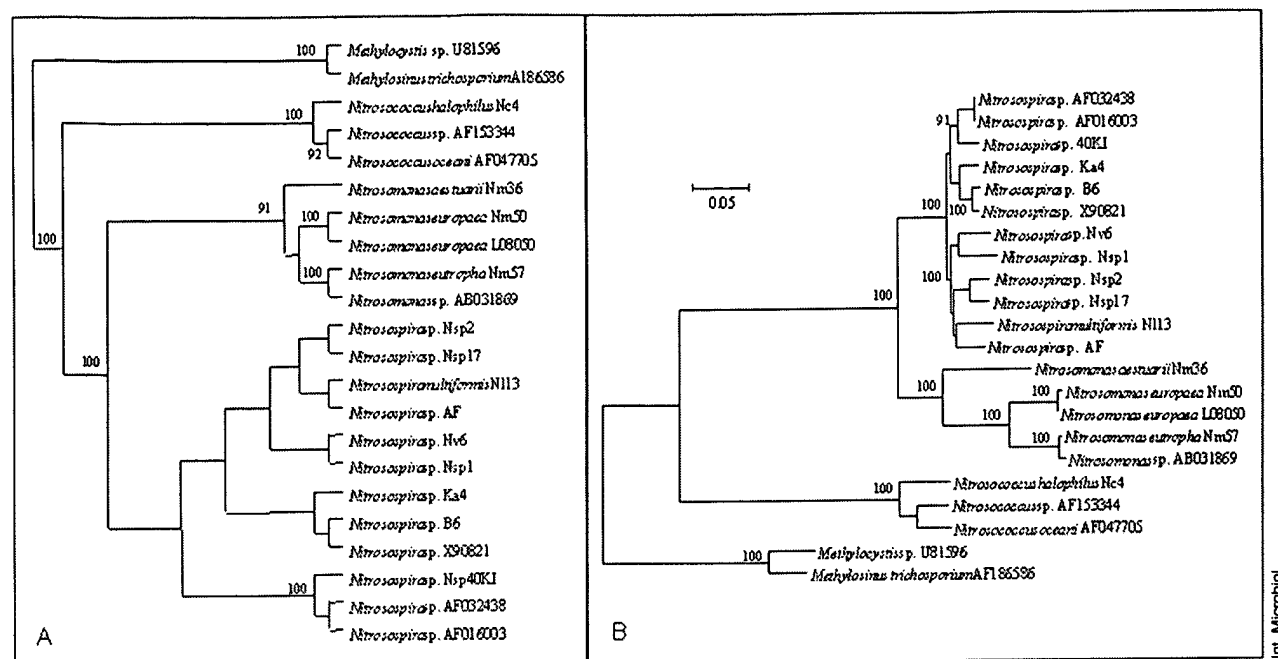 100
Methylocystis sp. U81596
Methylosinus trichosporium A186586
100
Nitrosococcus halophilus Nc4
Nitrosococcus sp. AF153344
92
Nitrosococcus oceani AF047705
Nitrosomonas aestuarii Nm36
91
100
Nitrosomonas europaea Nm50
Nitrosomonas europaea L08050
100
100
Nitrosomonas eutropha Nm57
Nitrosomonas sp. AB031869
Nitrosospira sp. Nsp2
100
Nitrosospira sp. Nsp17
Nitrosospira multiformis N113
Nitrosospira sp. AF
Nitrosospira sp. Nv6
Nitrosospira sp. Nsp1
Nitrosospira sp. Ka4
Nitrosospira sp. B6
Nitrosospira sp. X90821
Nitrosospira sp. Nsp40KI
100
Nitrosospira sp. AF032438
Nitrosospira sp. AF016003
A
Nitrosospira sp. AF032438
91
Nitrosospira sp. AF016003
Nitrosospira sp. 40KI
Nitrosospira sp. Ka4
Nitrosospira sp. B6
0.05
100 100
Nitrosospira sp. X90821
Nitrosospira sp. Nv6
Nitrosospira sp. Nsp1
100
Nitrosospira sp. Nsp2
100
Nitrosospira sp. Nsp17
Nitrosospira multiformis N113
Nitrosospira sp. AF
Nitrosomonas aestuarii Nm36
100
100
Nitrosomonas europaea Nm50
Nitrosomonas europaea L08050
100
100
Nitrosomonas eutropha Nm57
Nitrosomonas sp. AB031869
100
Nitrosococcus halophilus Nc4
Nitrosococcus sp. AF153344
Nitrosococcus oceani AF047705
100
Methylocystis sp. U81596
Methylosinus trichosporium AF186586
B
Int. Microbiol